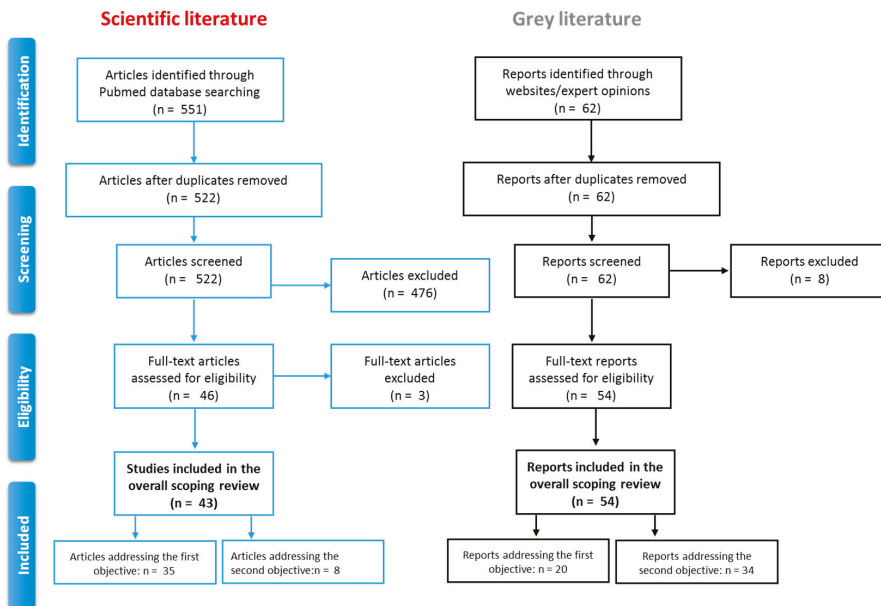 Scientific literature
Grey literature
Identification
Articles identified through
Pubmed database searching
(n = 551)
Reports identified through
websites/expert opinions
(n = 62)
Articles after duplicates removed
(n = 522)
Reports after duplicates removed
(n = 62)
Screening
Articles screened
(n = 522)
Articles excluded
(n = 476)
Reports screened
(n = 62)
Reports excluded
(n = 8)
Eligibility
Full-text articles
assessed for eligibility
(n = 46)
Full-text articles
excluded
(n = 3)
Full-text reports
assessed for eligibility
(n = 54)
Included
Studies included in the
overall scoping review
(n = 43)
Reports included in the
overall scoping review
(n = 54)
Articles addressing the first
objective: n = 35
Articles addressing the
second objective:n = 8
Reports addressing the first
objective: n = 20
Reports addressing the
second objective: n = 34